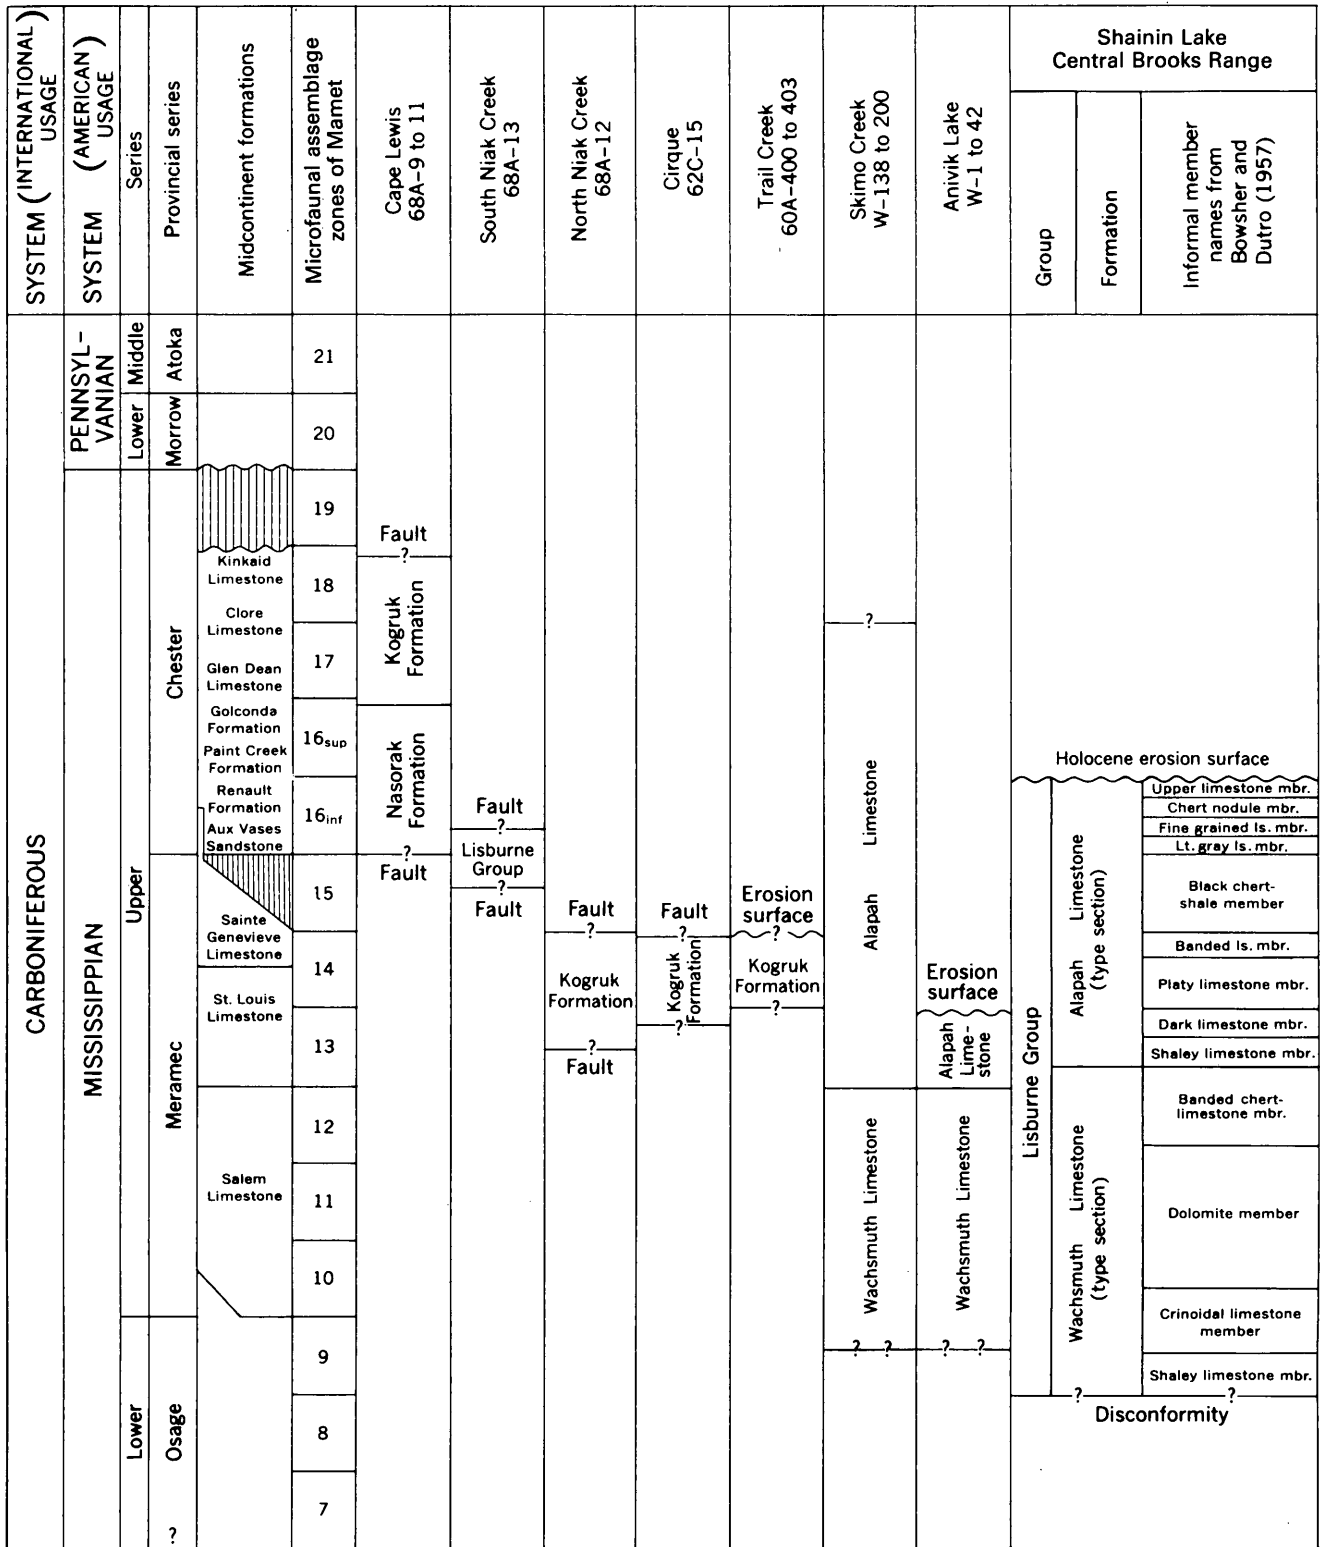 SYSTEM (INTERNATIONAL USAGE)
SYSTEM (AMERICAN USAGE)
Series
Provincial series
Midcontinent formations
Microfaunal assemblage
zones of Mamet
Cape Lewis
68A-9 to 11
South Niak Creek
68A-13
North Niak Creek
68A-12
Cirque
62C-15
Trail Creek
60A-400 to 403
Skimo Creek
W-138 to 200
Anivik Lake
W-1 to 42
Shainin Lake
Central Brooks Range
Group
Formation
Informal member
names from
Bowsher and
Dutro (1957)
CARBONIFEROUS
PENNSYL-
VANIAN
MISSISSIPPIAN
Middle
Lower
Upper
Lower
Atoka
Morrow
Chester
Meramec
Osage
?
Kinkaid
Limestone
Clore
Limestone
Glen Dean
Limestone
Golconda
Formation
Paint Creek
Formation
Renault
Formation
Aux Vases
Sandstone
Sainte
Genevieve
Limestone
St. Louis
Limestone
Salem
Limestone
21
20
19
18
17
16sup
16inf
15
14
13
12
11
10
9
8
7
Fault
?
Kogruk
Formation
Nasorak
Formation
?
Fault
Fault
?
Lisburne
Group
?
Fault
Fault
?
Kogruk
Formation
?
Fault
Fault
?
Kogruk
Formation
?
Erosion
surface
?
Kogruk
Formation
?
?
Alapah Limestone
Wachsmuth Limestone
? ?
Erosion
surface
Alapah
Lime-
stone
Wachsmuth Limestone
? ?
Holocene erosion surface
Lisburne Group
Alapah Limestone
(type section)
Wachsmuth Limestone
(type section)
Upper limestone mbr.
Chert nodule mbr.
Fine grained ls. mbr.
Lt. gray ls. mbr.
Black chert-
shale member
Banded ls. mbr.
Platy limestone mbr.
Dark limestone mbr.
Shaley limestone mbr.
Banded chert-
limestone mbr.
Dolomite member
Crinoidal limestone
member
Shaley limestone mbr.
? ?
Disconformity